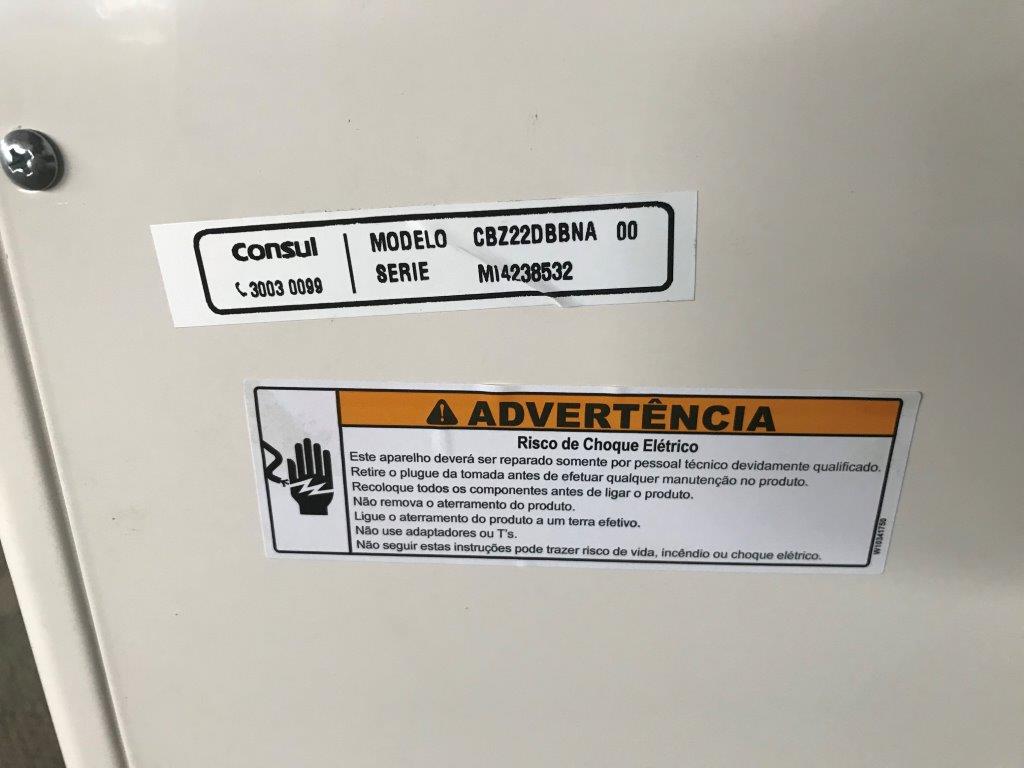 Consul
3003 0099
MODELO CBZ22DBBNA 00
SERIE MI4238532
ADVERTÊNCIA
Risco de Choque Elétrico
Este aparelho deverá ser reparado somente por pessoal técnico devidamente qualificado.
Retire o plugue da tomada antes de efetuar qualquer manutenção no produto.
Recoloque todos os componentes antes de ligar o produto.
Não remova o aterramento do produto.
Ligue o aterramento do produto a um terra efetivo.
Não use adaptadores ou T's.
Não seguir estas instruções pode trazer risco de vida, incêndio ou choque elétrico.
W10341750